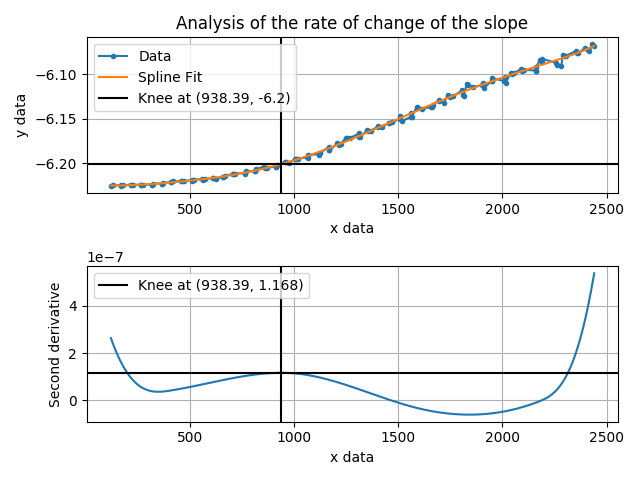 Analysis of the rate of change of the slope
Data
Spline Fit
Knee at (938.39, -6.2)
−6.10
−6.15
−6.20
y data
500
1000
1500
2000
2500
x data
1e−7
Knee at (938.39, 1.168)
4
2
0
Second derivative
500
1000
1500
2000
2500
x data